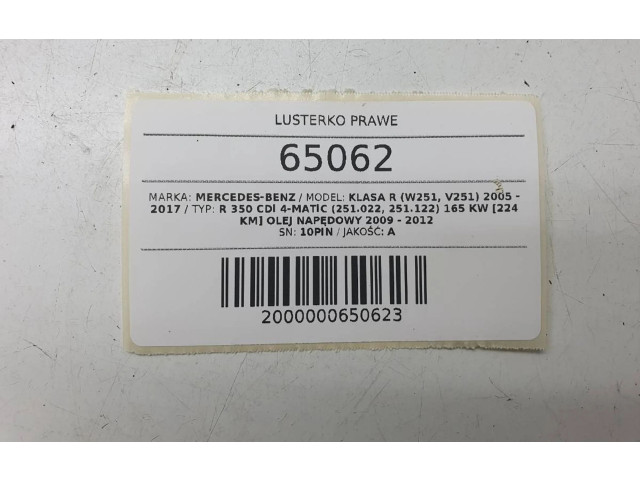 LUSTERKO PRAWE
65062
MARKA: MERCEDES-BENZ / MODEL: KLASA R (W251, V251) 2005 -
2017 / TYP: R 350 CDI 4-MATIC (251.022, 251.122) 165 KW [224
KM] OLEJ NAPĘDOWY 2009 - 2012
SN: 10PIN / JAKOŚĆ: A
2000000650623